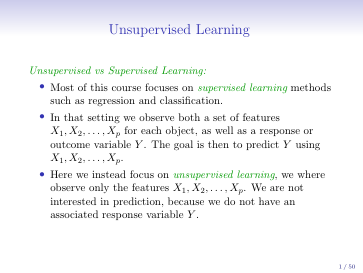 Unsupervised Learning
Unsupervised vs Supervised Learning:
• Most of this course focuses on supervised learning methods
such as regression and classification.
• In that setting we observe both a set of features
X₁, X₂, . . . , Xₚ for each object, as well as a response or
outcome variable Y. The goal is then to predict Y using
X₁, X₂, . . . , Xₚ.
• Here we instead focus on unsupervised learning, we where
observe only the features X₁, X₂, . . . , Xₚ. We are not
interested in prediction, because we do not have an
associated response variable Y.
1 / 50